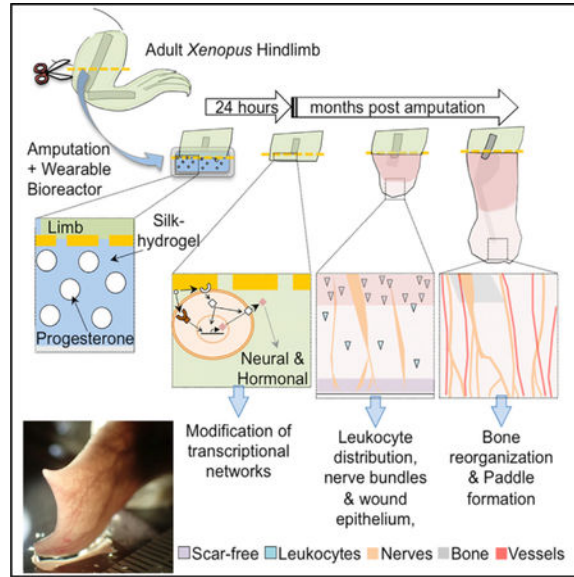 Adult Xenopus Hindlimb
24 hours
months post amputation
Amputation
+ Wearable
Bioreactor
Limb
Silk-
hydrogel
Progesterone
Neural &
Hormonal
Modification of
transcriptional
networks
Leukocyte
distribution,
nerve bundles
& wound
epithelium,
Bone
reorganization
& Paddle
formation
Scar-free
Leukocytes
Nerves
Bone
Vessels